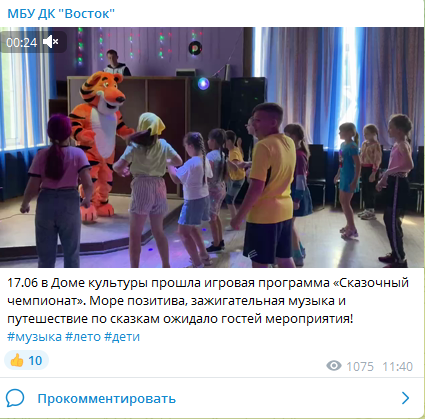 МБУ ДК "Восток"
00:24
17.06 в Доме культуры прошла игровая программа «Сказочный
чемпионат». Море позитива, зажигательная музыка и
путешествие по сказкам ожидало гостей мероприятия!
#музыка #лето #дети
👍 10
1075 11:40
Прокомментировать